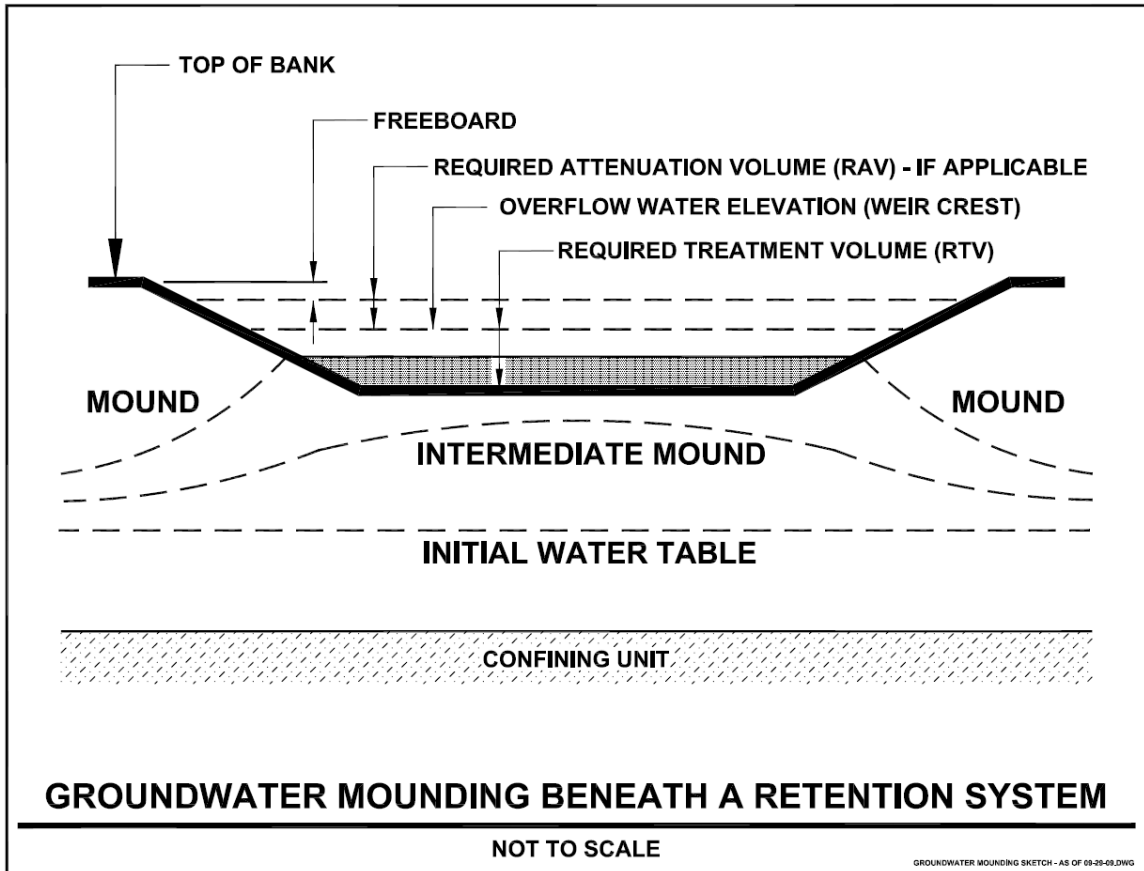 TOP OF BANK
FREEBOARD
REQUIRED ATTENUATION VOLUME (RAV) - IF APPLICABLE
OVERFLOW WATER ELEVATION (WEIR CREST)
REQUIRED TREATMENT VOLUME (RTV)
MOUND
MOUND
INTERMEDIATE MOUND
INITIAL WATER TABLE
CONFINING UNIT
GROUNDWATER MOUNDING BENEATH A RETENTION SYSTEM
NOT TO SCALE
GROUNDWATER MOUNDING SKETCH - AS OF 09-29-09.DWG